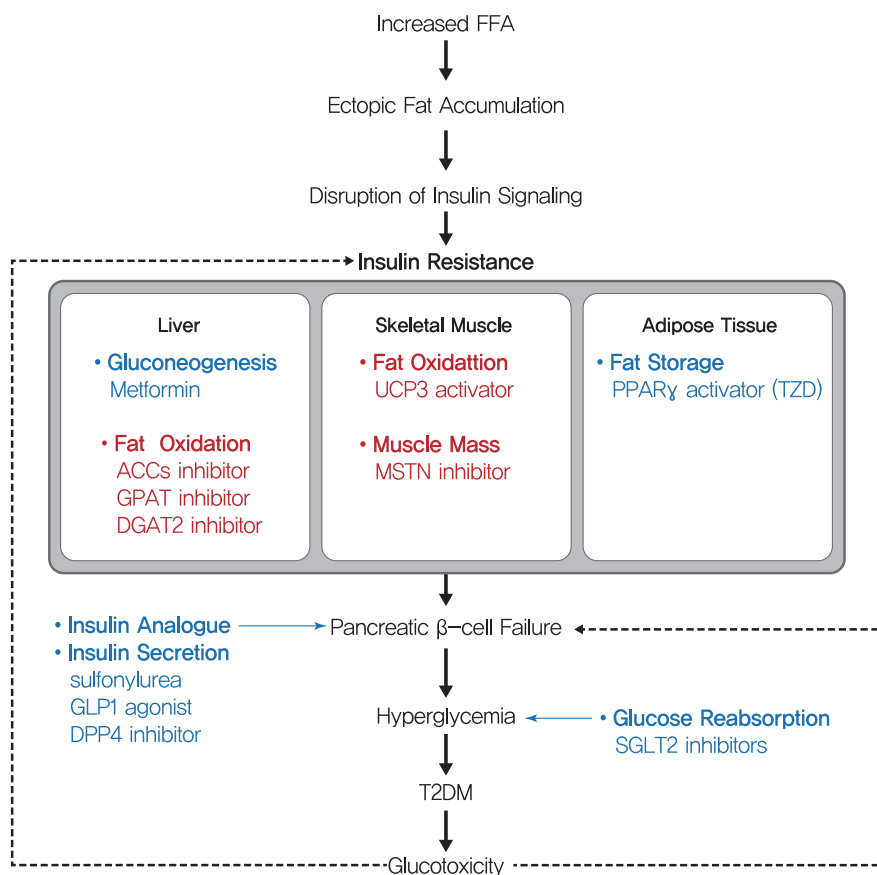 Increased FFA
Ectopic Fat Accumulation
Disruption of Insulin Signaling
Insulin Resistance
Liver
• Gluconeogenesis
Metformin
• Fat Oxidation
ACCs inhibitor
GPAT inhibitor
DGAT2 inhibitor
Skeletal Muscle
• Fat Oxidattion
UCP3 activator
• Muscle Mass
MSTN inhibitor
Adipose Tissue
• Fat Storage
PPARɣ activator (TZD)
• Insulin Analogue
• Insulin Secretion
sulfonylurea
GLP1 agonist
DPP4 inhibitor
Pancreatic β-cell Failure
Hyperglycemia
• Glucose Reabsorption
SGLT2 inhibitors
T2DM
Glucotoxicity